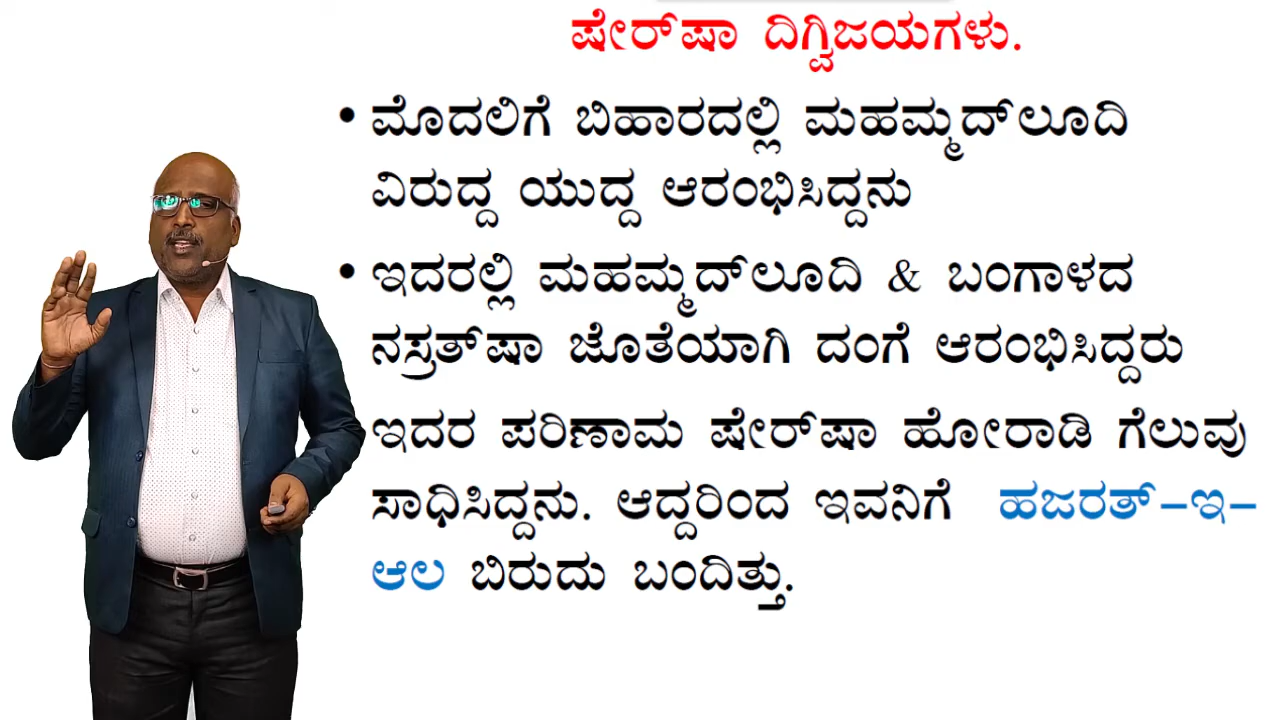 ಷೇರ್‌ಷಾ ದಿಗ್ವಿಜಯಗಳು.
• ಮೊದಲಿಗೆ ಬಿಹಾರದಲ್ಲಿ ಮಹಮ್ಮದ್‌ಲೂದಿ
ವಿರುದ್ದ ಯುದ್ದ ಆರಂಭಿಸಿದ್ದನು
• ಇದರಲ್ಲಿ ಮಹಮ್ಮದ್‌ಲೂದಿ & ಬಂಗಾಳದ
ನಸ್ರತ್‌ಷಾ ಜೊತೆಯಾಗಿ ದಂಗೆ ಆರಂಭಿಸಿದ್ದರು
ಇದರ ಪರಿಣಾಮ ಷೇರ್‌ಷಾ ಹೋರಾಡಿ ಗೆಲುವು
ಸಾಧಿಸಿದ್ದನು. ಆದ್ದರಿಂದ ಇವನಿಗೆ ಹಜರತ್–ಇ–
ಆಲ ಬಿರುದು ಬಂದಿತ್ತು.